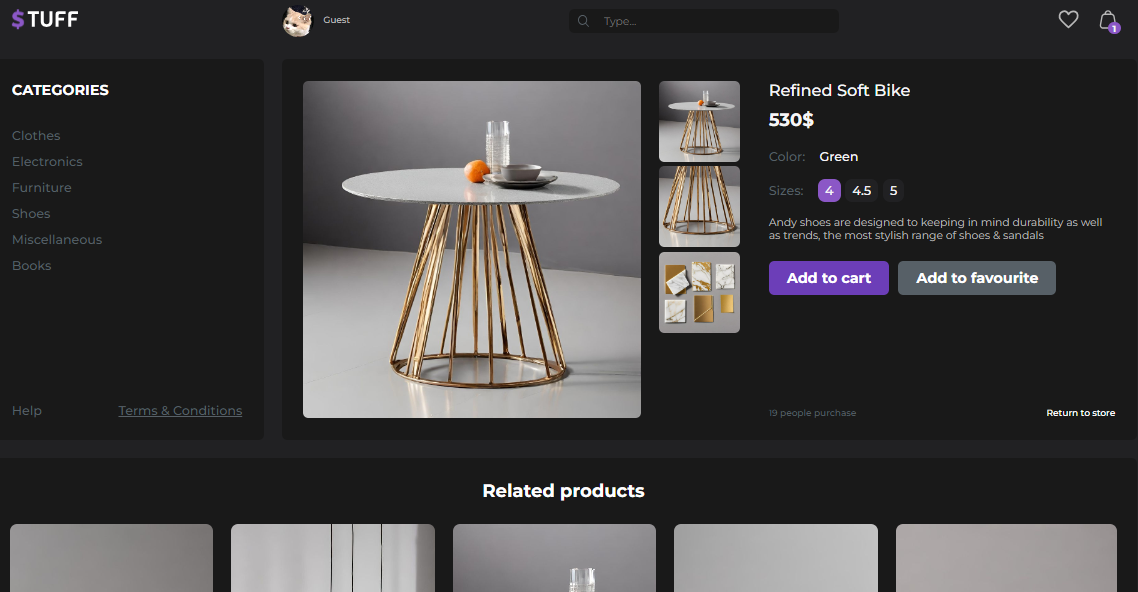 $TUFF
Guest
Type...
1
CATEGORIES
Clothes
Electronics
Furniture
Shoes
Miscellaneous
Books
Help
Terms & Conditions
Refined Soft Bike
530$
Color: Green
Sizes: 4 4.5 5
Andy shoes are designed to keeping in mind durability as well
as trends, the most stylish range of shoes & sandals
Add to cart
Add to favourite
19 people purchase
Return to store
Related products